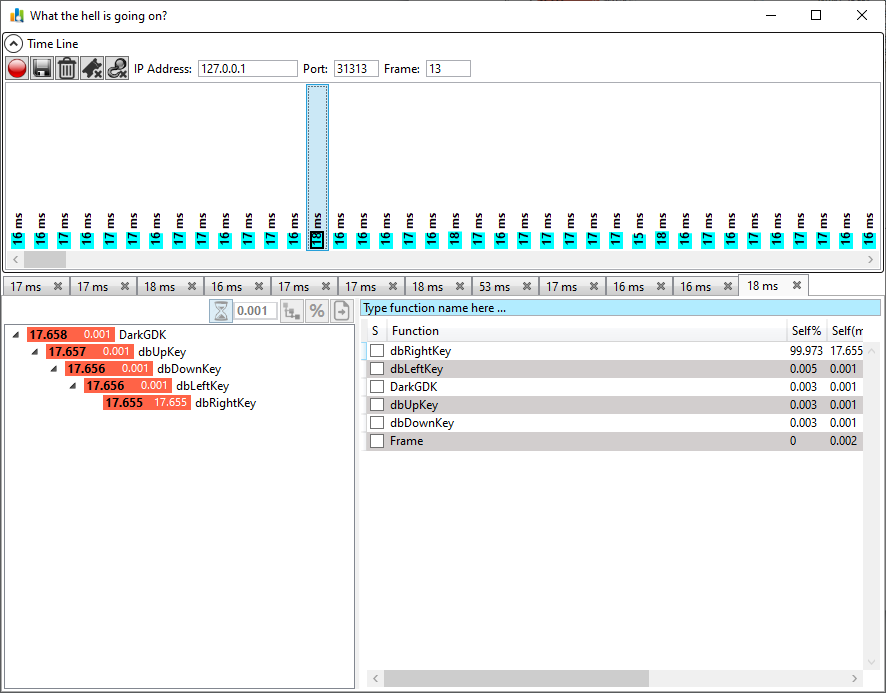 What the hell is going on?
Time Line
IP Address: 127.0.0.1 Port: 31313 Frame: 13
16 ms 16 ms 17 ms 16 ms 17 ms 17 ms 16 ms 17 ms 17 ms 16 ms 17 ms 17 ms 16 ms 18 ms 16 ms 16 ms 16 ms 17 ms 16 ms 18 ms 17 ms 16 ms 17 ms 17 ms 17 ms 17 ms 17 ms 15 ms 18 ms 16 ms 17 ms 16 ms 17 ms 16 ms 17 ms 17 ms 16 ms 16 ms
17 ms 17 ms 18 ms 16 ms 17 ms 17 ms 18 ms 53 ms 17 ms 16 ms 16 ms 18 ms
0.001 %
Type function name here ...
S Function Self% Self(m
17.658 0.001 DarkGDK
17.657 0.001 dbUpKey
17.656 0.001 dbDownKey
17.656 0.001 dbLeftKey
17.655 17.655 dbRightKey
dbRightKey 99.973 17.655
dbLeftKey 0.005 0.001
DarkGDK 0.003 0.001
dbUpKey 0.003 0.001
dbDownKey 0.003 0.001
Frame 0 0.002